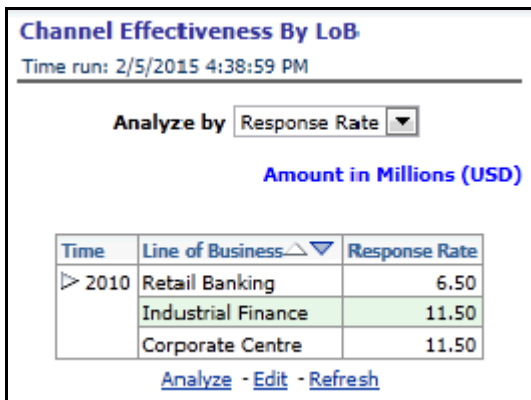 Channel Effectiveness By LoB
Time run: 2/5/2015 4:38:59 PM
Analyze by Response Rate
Amount in Millions (USD)
Time Line of Business Response Rate
2010 Retail Banking 6.50
Industrial Finance 11.50
Corporate Centre 11.50
Analyze - Edit - Refresh